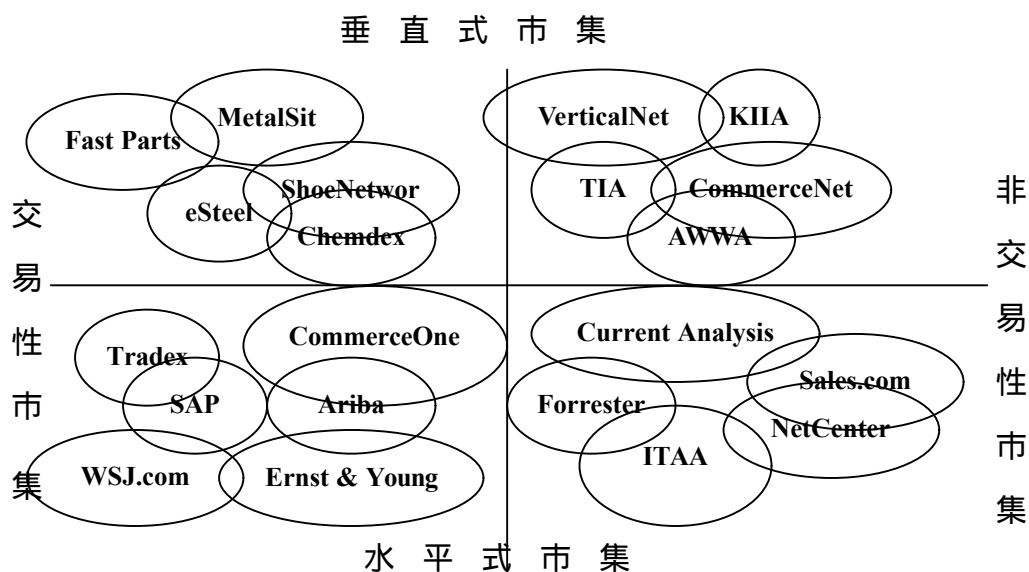 垂直式市集
MetalSit
VerticalNet
KIIA
Fast Parts
ShoeNetwor
TIA
CommerceNet
eSteel
Chemdex
AWWA
交易性市集
非交易性市集
CommerceOne
Current Analysis
Tradex
Sales.com
SAP
Ariba
Forrester
NetCenter
WSJ.com
Ernst & Young
ITAA
水平式市集